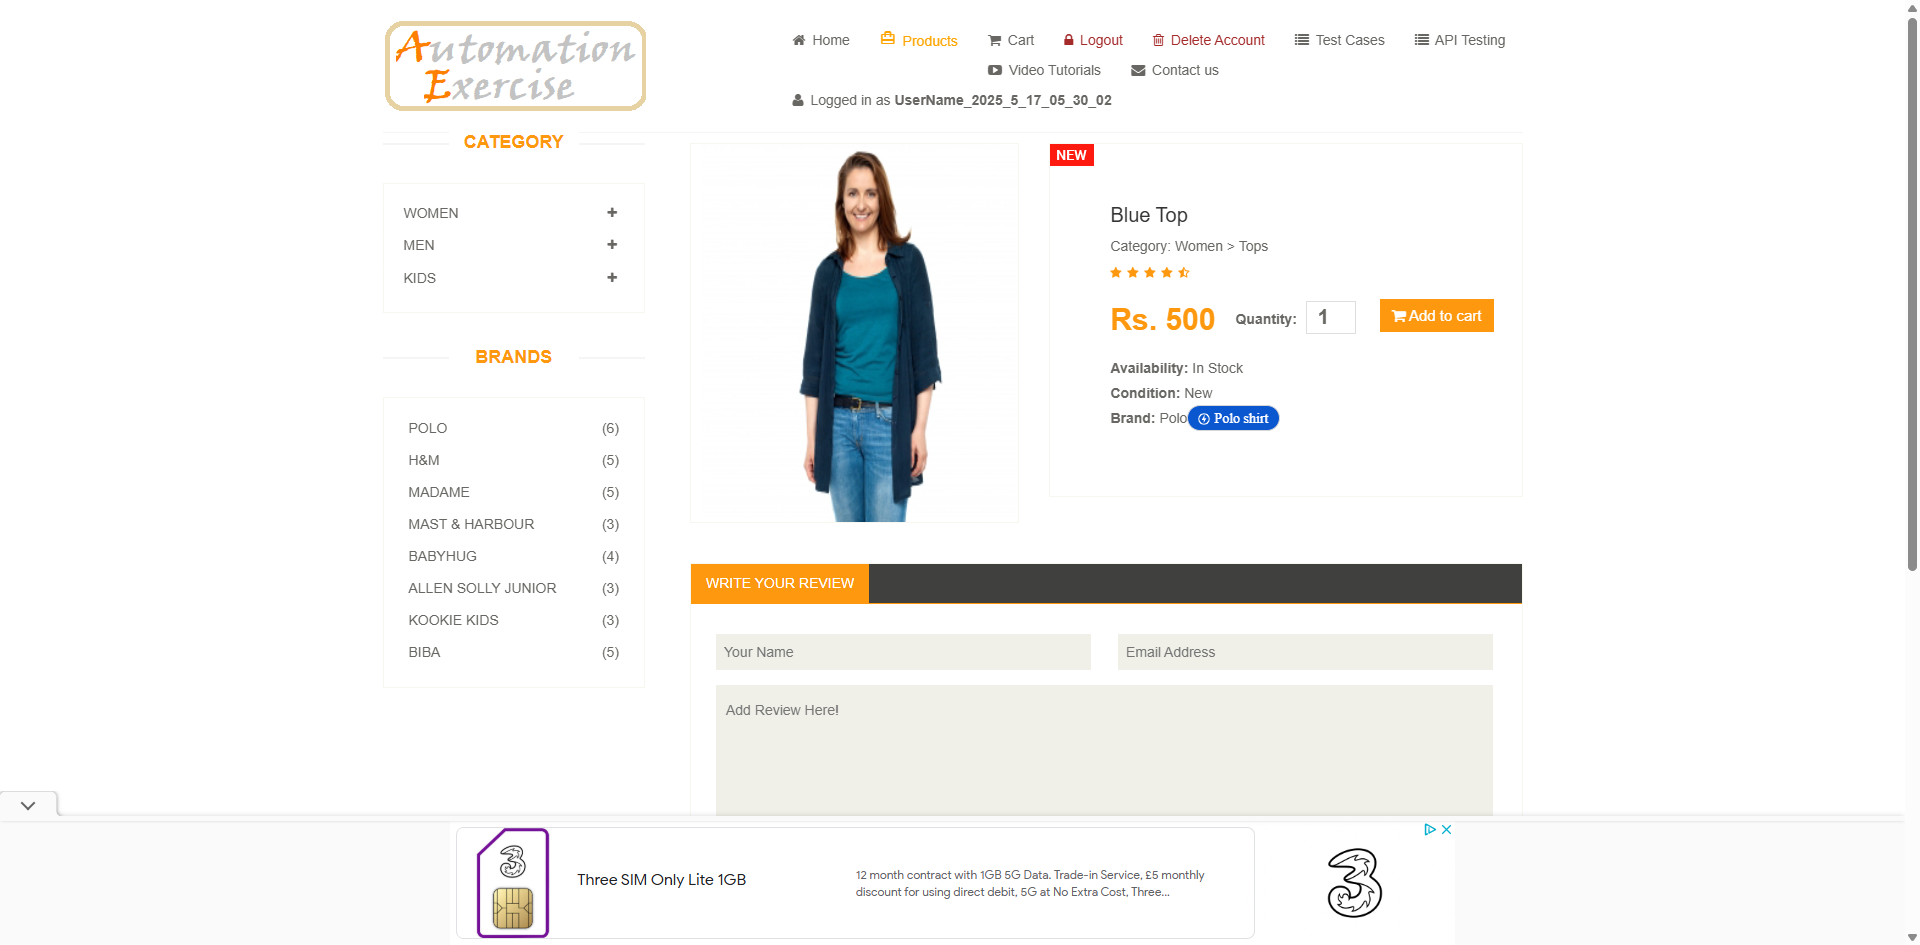 Automation
Exercise
Home
Products
Cart
Logout
Delete Account
Test Cases
API Testing
Video Tutorials
Contact us
Logged in as UserName_2025_5_17_05_30_02
CATEGORY
WOMEN
MEN
KIDS
BRANDS
POLO (6)
H&M (5)
MADAME (5)
MAST & HARBOUR (3)
BABYHUG (4)
ALLEN SOLLY JUNIOR (3)
KOOKIE KIDS (3)
BIBA (5)
NEW
Blue Top
Category: Women > Tops
Rs. 500
Quantity: 1
Add to cart
Availability: In Stock
Condition: New
Brand: Polo
Polo shirt
WRITE YOUR REVIEW
Your Name
Email Address
Add Review Here!
3
Three SIM Only Lite 1GB
12 month contract with 1GB 5G Data. Trade-in Service, £5 monthly
discount for using direct debit, 5G at No Extra Cost, Three...
3